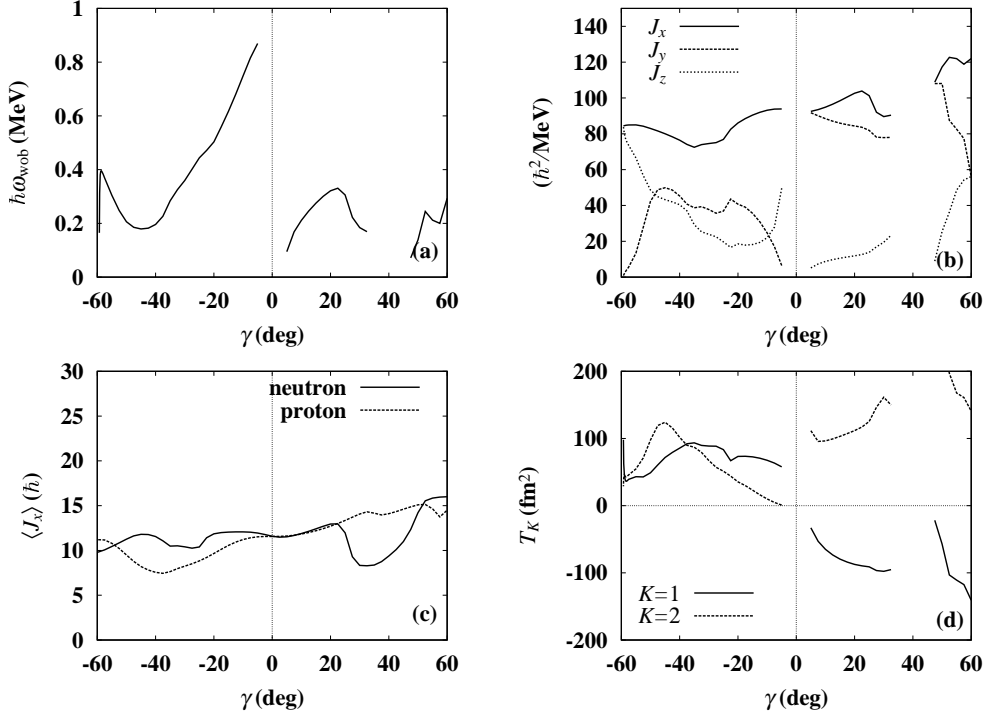 1
0.8
0.6
0.4
0.2
0
ħω_wob (MeV)
(a)
-60 -40 -20 0 20 40 60
γ (deg)
140
120
100
80
60
40
20
0
(ħ²/MeV)
J_x
J_y
J_z
(b)
-60 -40 -20 0 20 40 60
γ (deg)
30
25
20
15
10
5
0
⟨J_x⟩ (ħ)
neutron
proton
(c)
-60 -40 -20 0 20 40 60
γ (deg)
200
100
0
-100
-200
T_K (fm²)
K=1
K=2
(d)
-60 -40 -20 0 20 40 60
γ (deg)